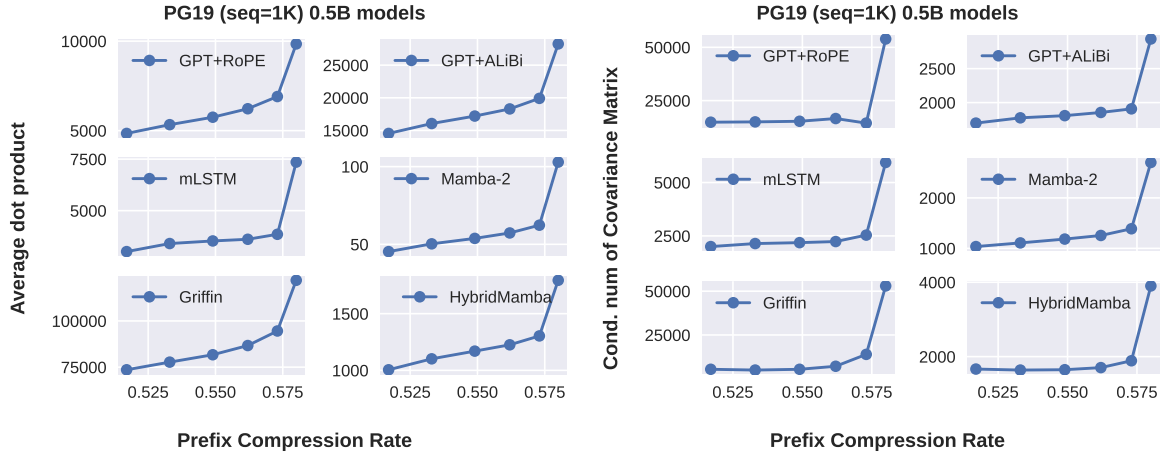 PG19 (seq=1K) 0.5B models
Average dot product
10000
5000
GPT+RoPE
25000
20000
15000
GPT+ALiBi
7500
5000
mLSTM
100
50
Mamba-2
100000
75000
Griffin
1500
1000
HybridMamba
0.525 0.550 0.575
0.525 0.550 0.575
Prefix Compression Rate
PG19 (seq=1K) 0.5B models
Cond. num of Covariance Matrix
50000
25000
GPT+RoPE
2500
2000
GPT+ALiBi
5000
2500
mLSTM
2000
1000
Mamba-2
50000
25000
Griffin
4000
2000
HybridMamba
0.525 0.550 0.575
0.525 0.550 0.575
Prefix Compression Rate